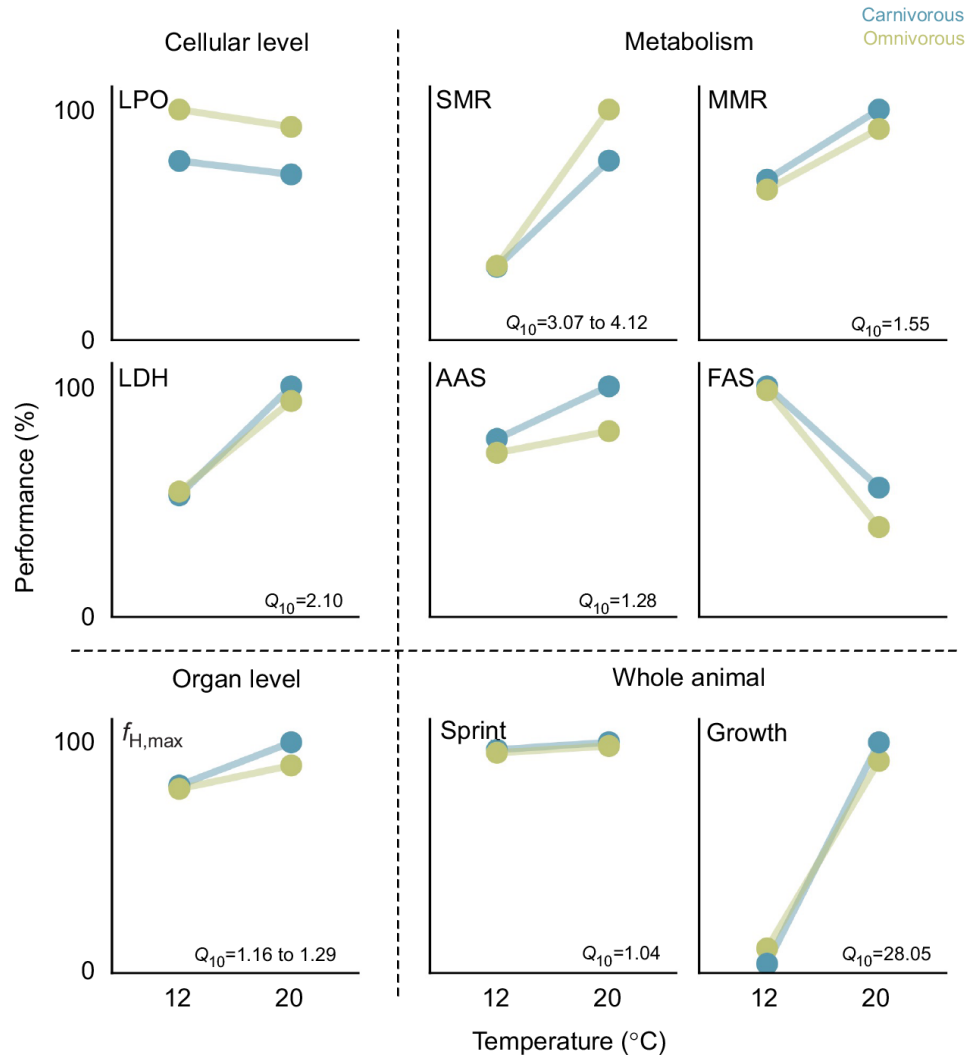 Carnivorous
Omnivorous
Cellular level
Metabolism
LPO
SMR
MMR
100
0
Q10=3.07 to 4.12
Q10=1.55
LDH
AAS
FAS
100
0
Q10=2.10
Q10=1.28
Performance (%)
Organ level
Whole animal
fH,max
Sprint
Growth
100
0
Q10=1.16 to 1.29
Q10=1.04
Q10=28.05
12
20
12
20
12
20
Temperature (°C)